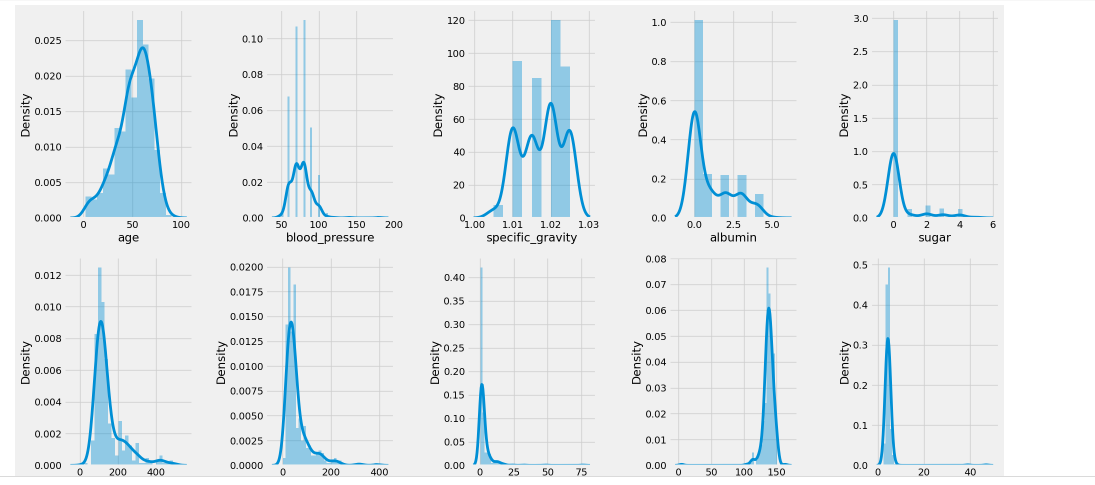 Density
0.025
0.020
0.015
0.010
0.005
0.000
0 50 100
age
Density
0.10
0.08
0.06
0.04
0.02
0.00
50 100 150 200
blood_pressure
Density
120
100
80
60
40
20
0
1.00 1.01 1.02 1.03
specific_gravity
Density
1.0
0.8
0.6
0.4
0.2
0.0
0.0 2.5 5.0
albumin
Density
3.0
2.5
2.0
1.5
1.0
0.5
0.0
0 2 4 6
sugar
Density
0.012
0.010
0.008
0.006
0.004
0.002
0.000
0 200 400
Density
0.0200
0.0175
0.0150
0.0125
0.0100
0.0075
0.0050
0.0025
0.0000
0 200 400
Density
0.40
0.35
0.30
0.25
0.20
0.15
0.10
0.05
0.00
0 25 50 75
Density
0.08
0.07
0.06
0.05
0.04
0.03
0.02
0.01
0.00
0 50 100 150
Density
0.5
0.4
0.3
0.2
0.1
0.0
0 20 40